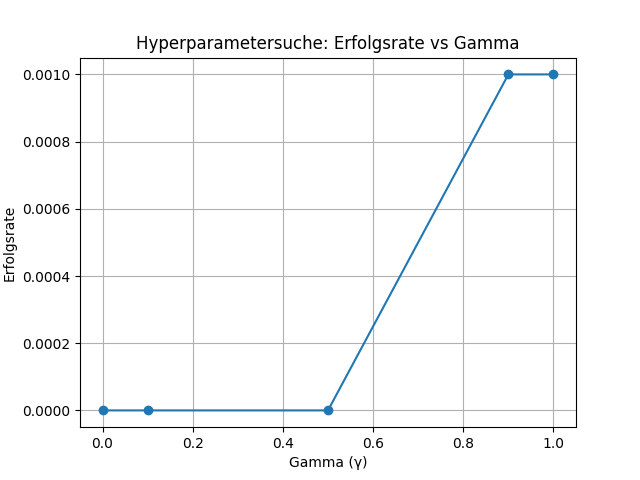 Hyperparametersuche: Erfolgsrate vs Gamma
0.0010
0.0008
0.0006
0.0004
0.0002
0.0000
Erfolgsrate
0.0 0.2 0.4 0.6 0.8 1.0
Gamma (γ)